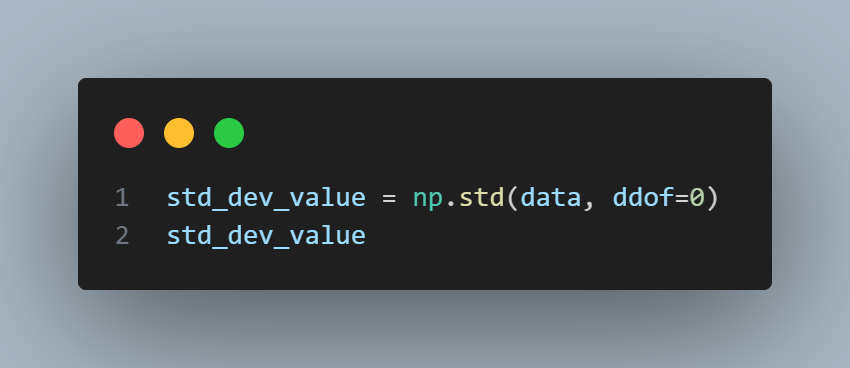 1 std_dev_value = np.std(data, ddof=0)
2 std_dev_value